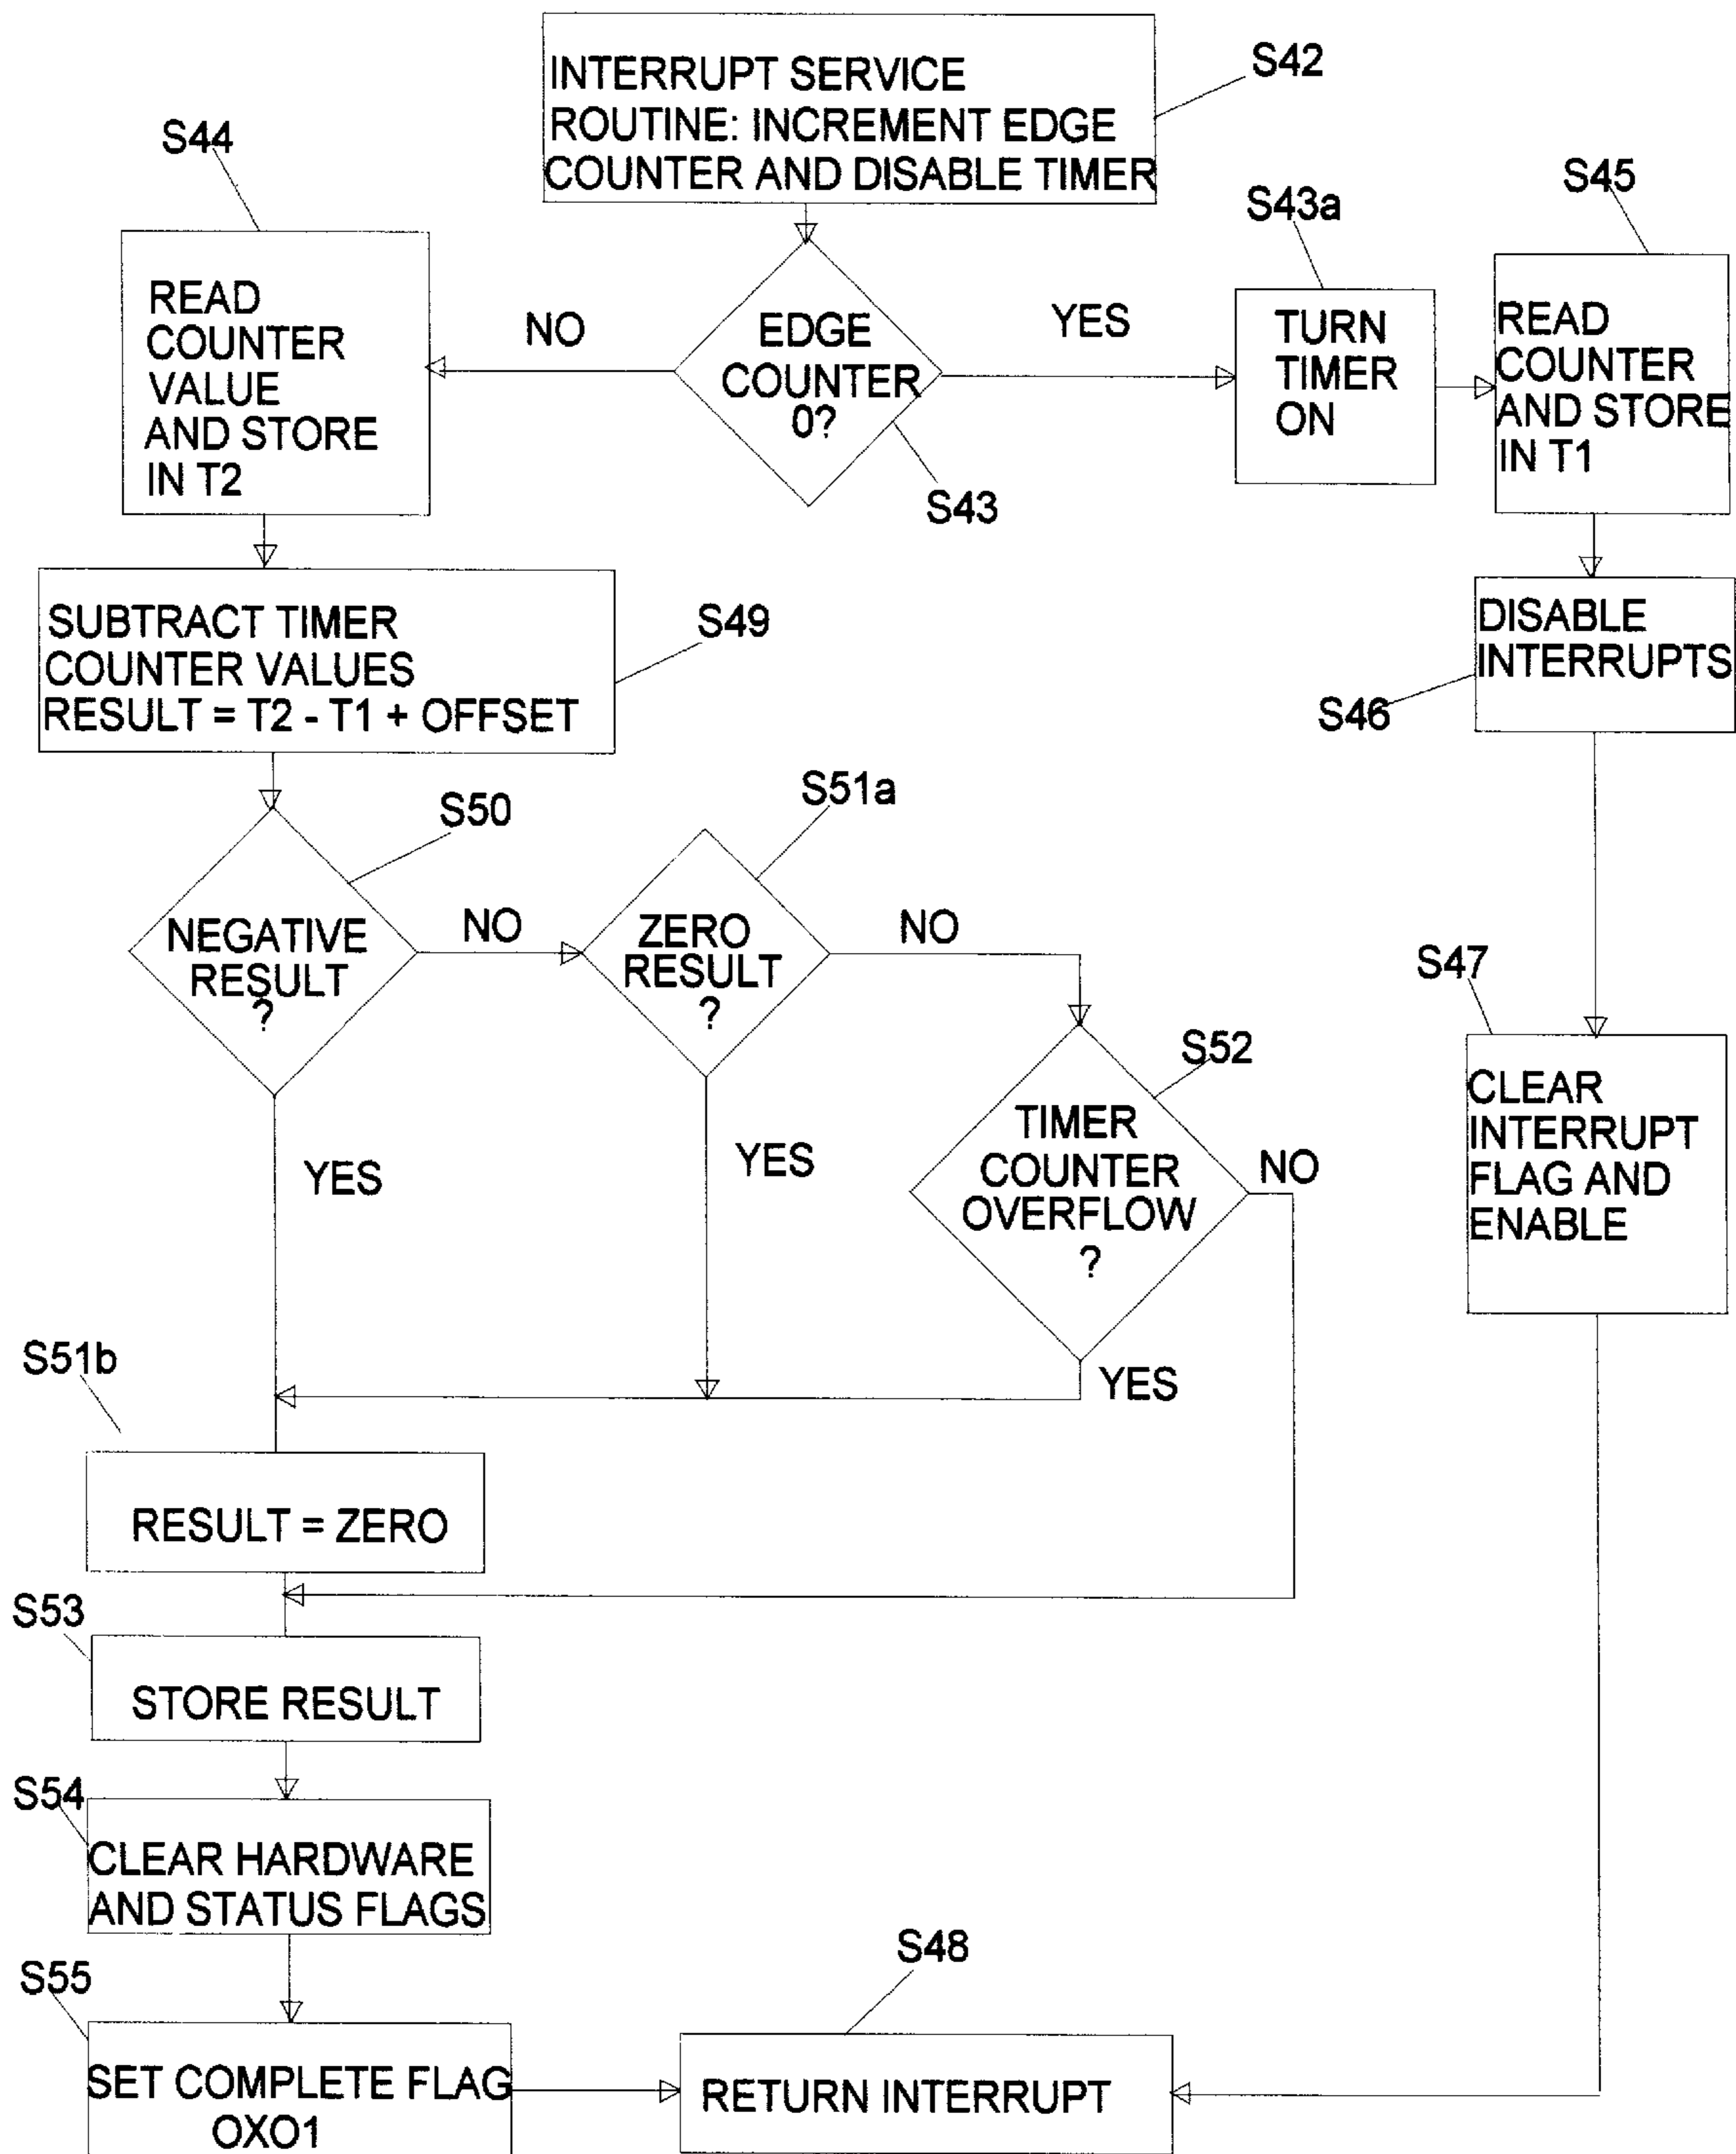 INTERRUPT SERVICE
ROUTINE: INCREMENT EDGE
COUNTER AND DISABLE TIMER
S42
S44
READ
COUNTER
VALUE
AND STORE
IN T2
NO
EDGE
COUNTER
0?
S43
YES
S43a
TURN
TIMER
ON
S45
READ
COUNTER
AND STORE
IN T1
SUBTRACT TIMER
COUNTER VALUES
RESULT = T2 - T1 + OFFSET
S49
DISABLE
INTERRUPTS
S46
S50
NEGATIVE
RESULT
?
NO
YES
S51a
ZERO
RESULT
?
NO
YES
S52
TIMER
COUNTER
OVERFLOW
?
NO
YES
S47
CLEAR
INTERRUPT
FLAG AND
ENABLE
S51b
RESULT = ZERO
S53
STORE RESULT
S54
CLEAR HARDWARE
AND STATUS FLAGS
S55
SET COMPLETE FLAG
OXO1
S48
RETURN INTERRUPT